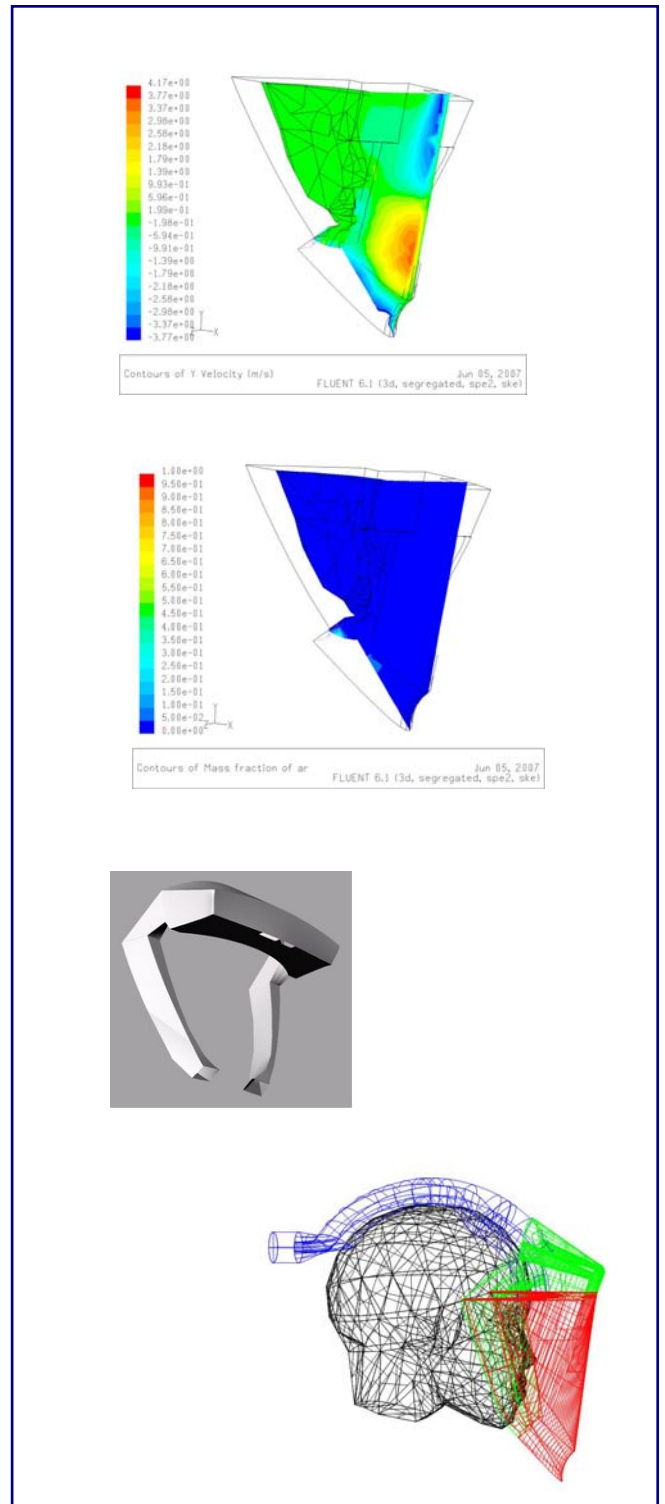 4.17e+00
3.77e+00
3.37e+00
2.98e+00
2.58e+00
2.18e+00
1.79e+00
1.39e+00
9.93e-01
5.96e-01
1.99e-01
-1.98e-01
-5.94e-01
-9.91e-01
-1.39e+00
-1.79e+00
-2.18e+00
-2.58e+00
-2.98e+00
-3.37e+00
-3.77e+00
Y
Z X
Contours of Y Velocity (m/s) Jun 05, 2007
FLUENT 6.1 (3d, segregated, spe2, ske)
1.00e+00
9.50e-01
9.00e-01
8.50e-01
8.00e-01
7.50e-01
7.00e-01
6.50e-01
6.00e-01
5.50e-01
5.00e-01
4.50e-01
4.00e-01
3.50e-01
3.00e-01
2.50e-01
2.00e-01
1.50e-01
1.00e-01
5.00e-02
0.00e+00
Y
Z X
Contours of Mass fraction of ar Jun 05, 2007
FLUENT 6.1 (3d, segregated, spe2, ske)